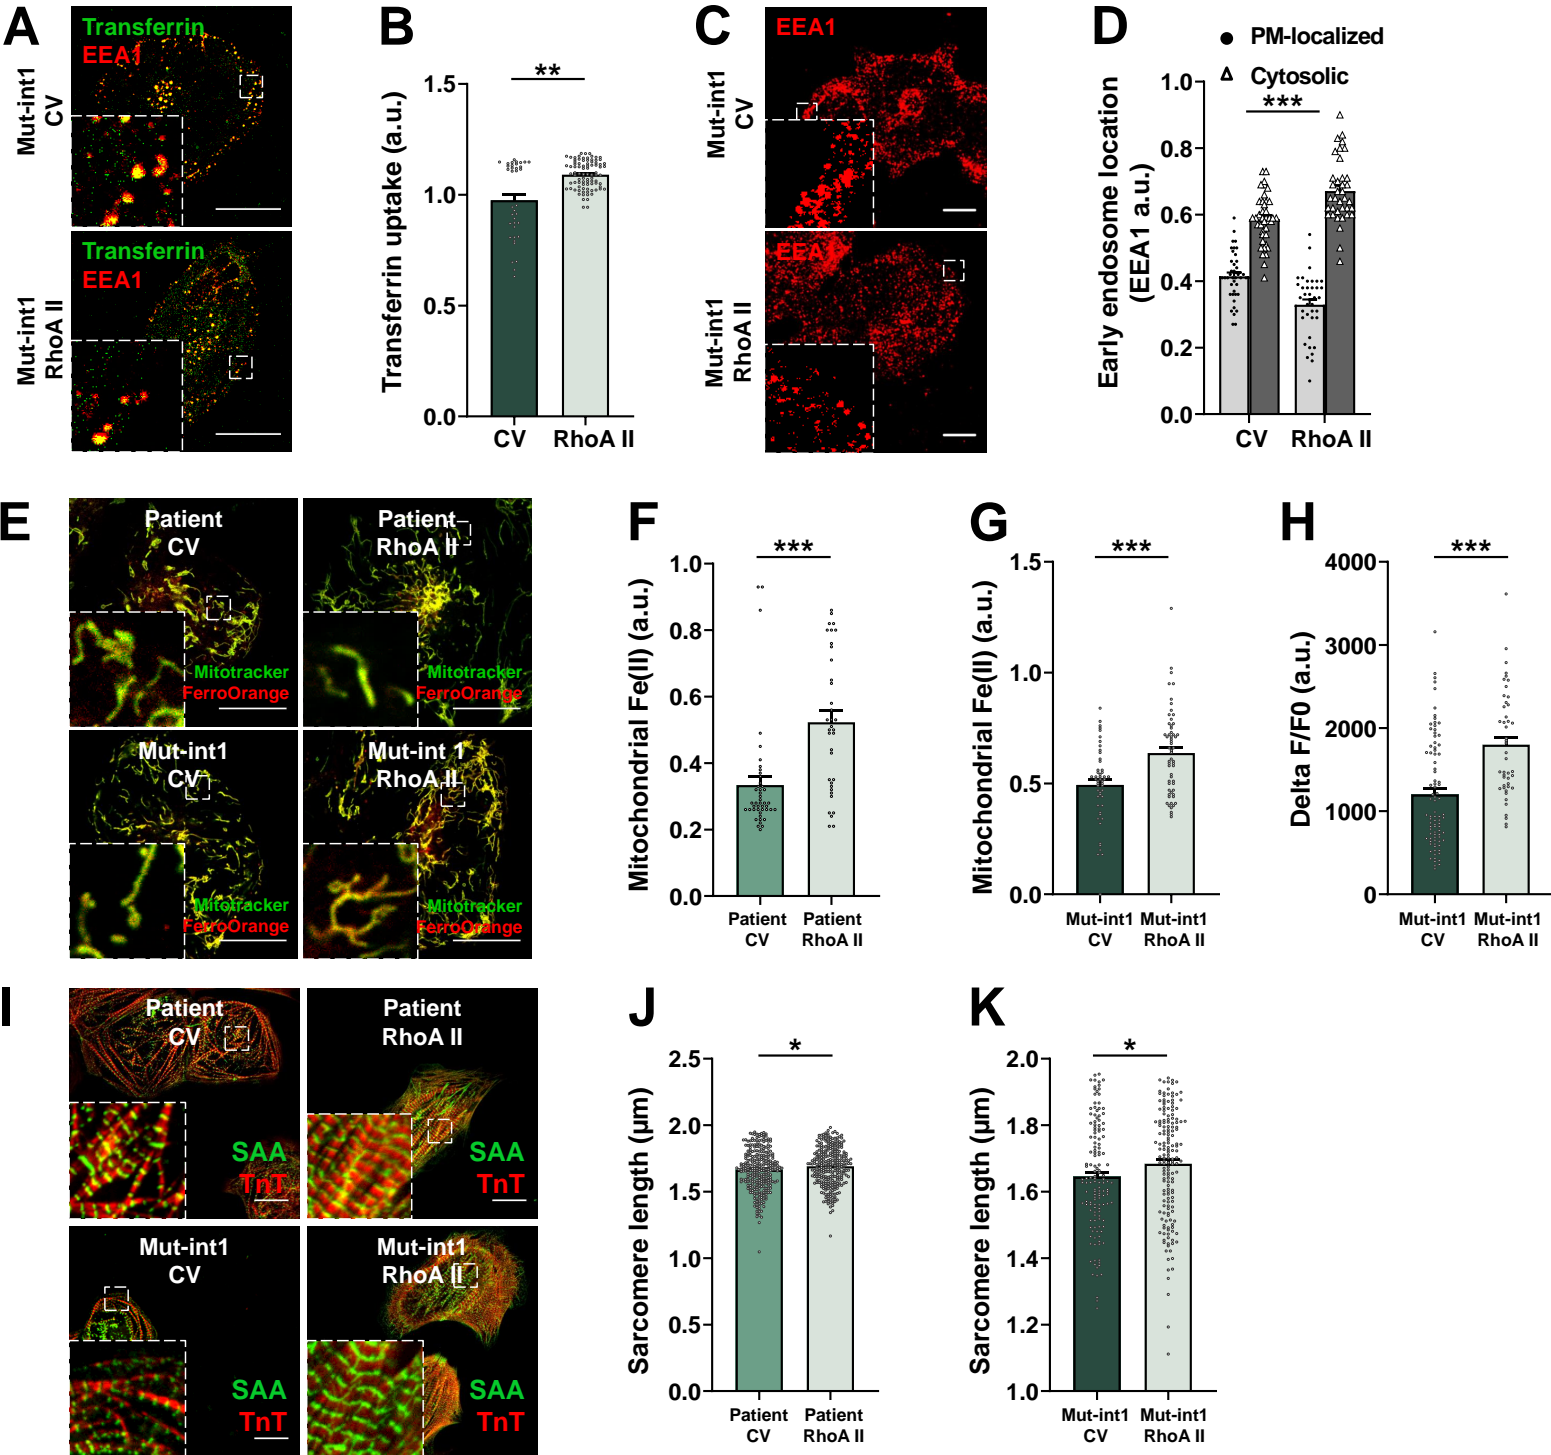 A
Transferrin
EEA1
Mut-int1
CV
Transferrin
EEA1
Mut-int1
RhoA II
B
**
Transferrin uptake (a.u.)
1.5
1.0
0.5
0.0
CV
RhoA II
C
EEA1
Mut-int1
CV
EEA1
Mut-int1
RhoA II
D
PM-localized
Cytosolic
***
Early endosome location
(EEA1 a.u.)
1.0
0.8
0.6
0.4
0.2
0.0
CV
RhoA II
E
Patient
CV
Mitotracker
FerroOrange
Patient
RhoA II
Mitotracker
FerroOrange
Mut-int1
CV
Mitotracker
FerroOrange
Mut-int 1
RhoA II
Mitotracker
FerroOrange
F
***
Mitochondrial Fe(II) (a.u.)
1.0
0.8
0.6
0.4
0.2
0.0
Patient
CV
Patient
RhoA II
G
***
Mitochondrial Fe(II) (a.u.)
1.5
1.0
0.5
0.0
Mut-int1
CV
Mut-int1
RhoA II
H
***
Delta F/F0 (a.u.)
4000
3000
2000
1000
0
Mut-int1
CV
Mut-int1
RhoA II
I
Patient
CV
SAA
TnT
Patient
RhoA II
SAA
TnT
Mut-int1
CV
SAA
TnT
Mut-int1
RhoA II
SAA
TnT
J
*
Sarcomere length (µm)
2.5
2.0
1.5
1.0
0.5
0.0
Patient
CV
Patient
RhoA II
K
*
Sarcomere length (µm)
2.0
1.8
1.6
1.4
1.2
1.0
Mut-int1
CV
Mut-int1
RhoA II